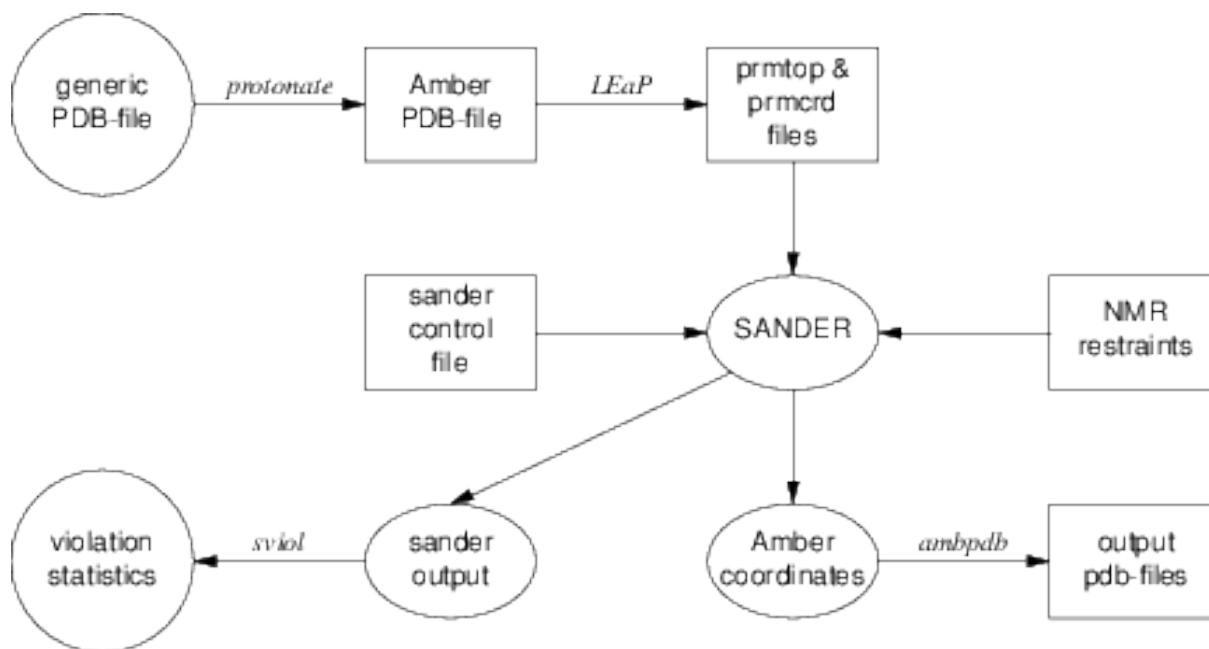 generic
PDB-file
protonate
Amber
PDB-file
LEaP
prmtop &
prmcrd
files
sander
control
file
SANDER
NMR
restraints
violation
statistics
sviol
sander
output
Amber
coordinates
ambpdb
output
pdb-files